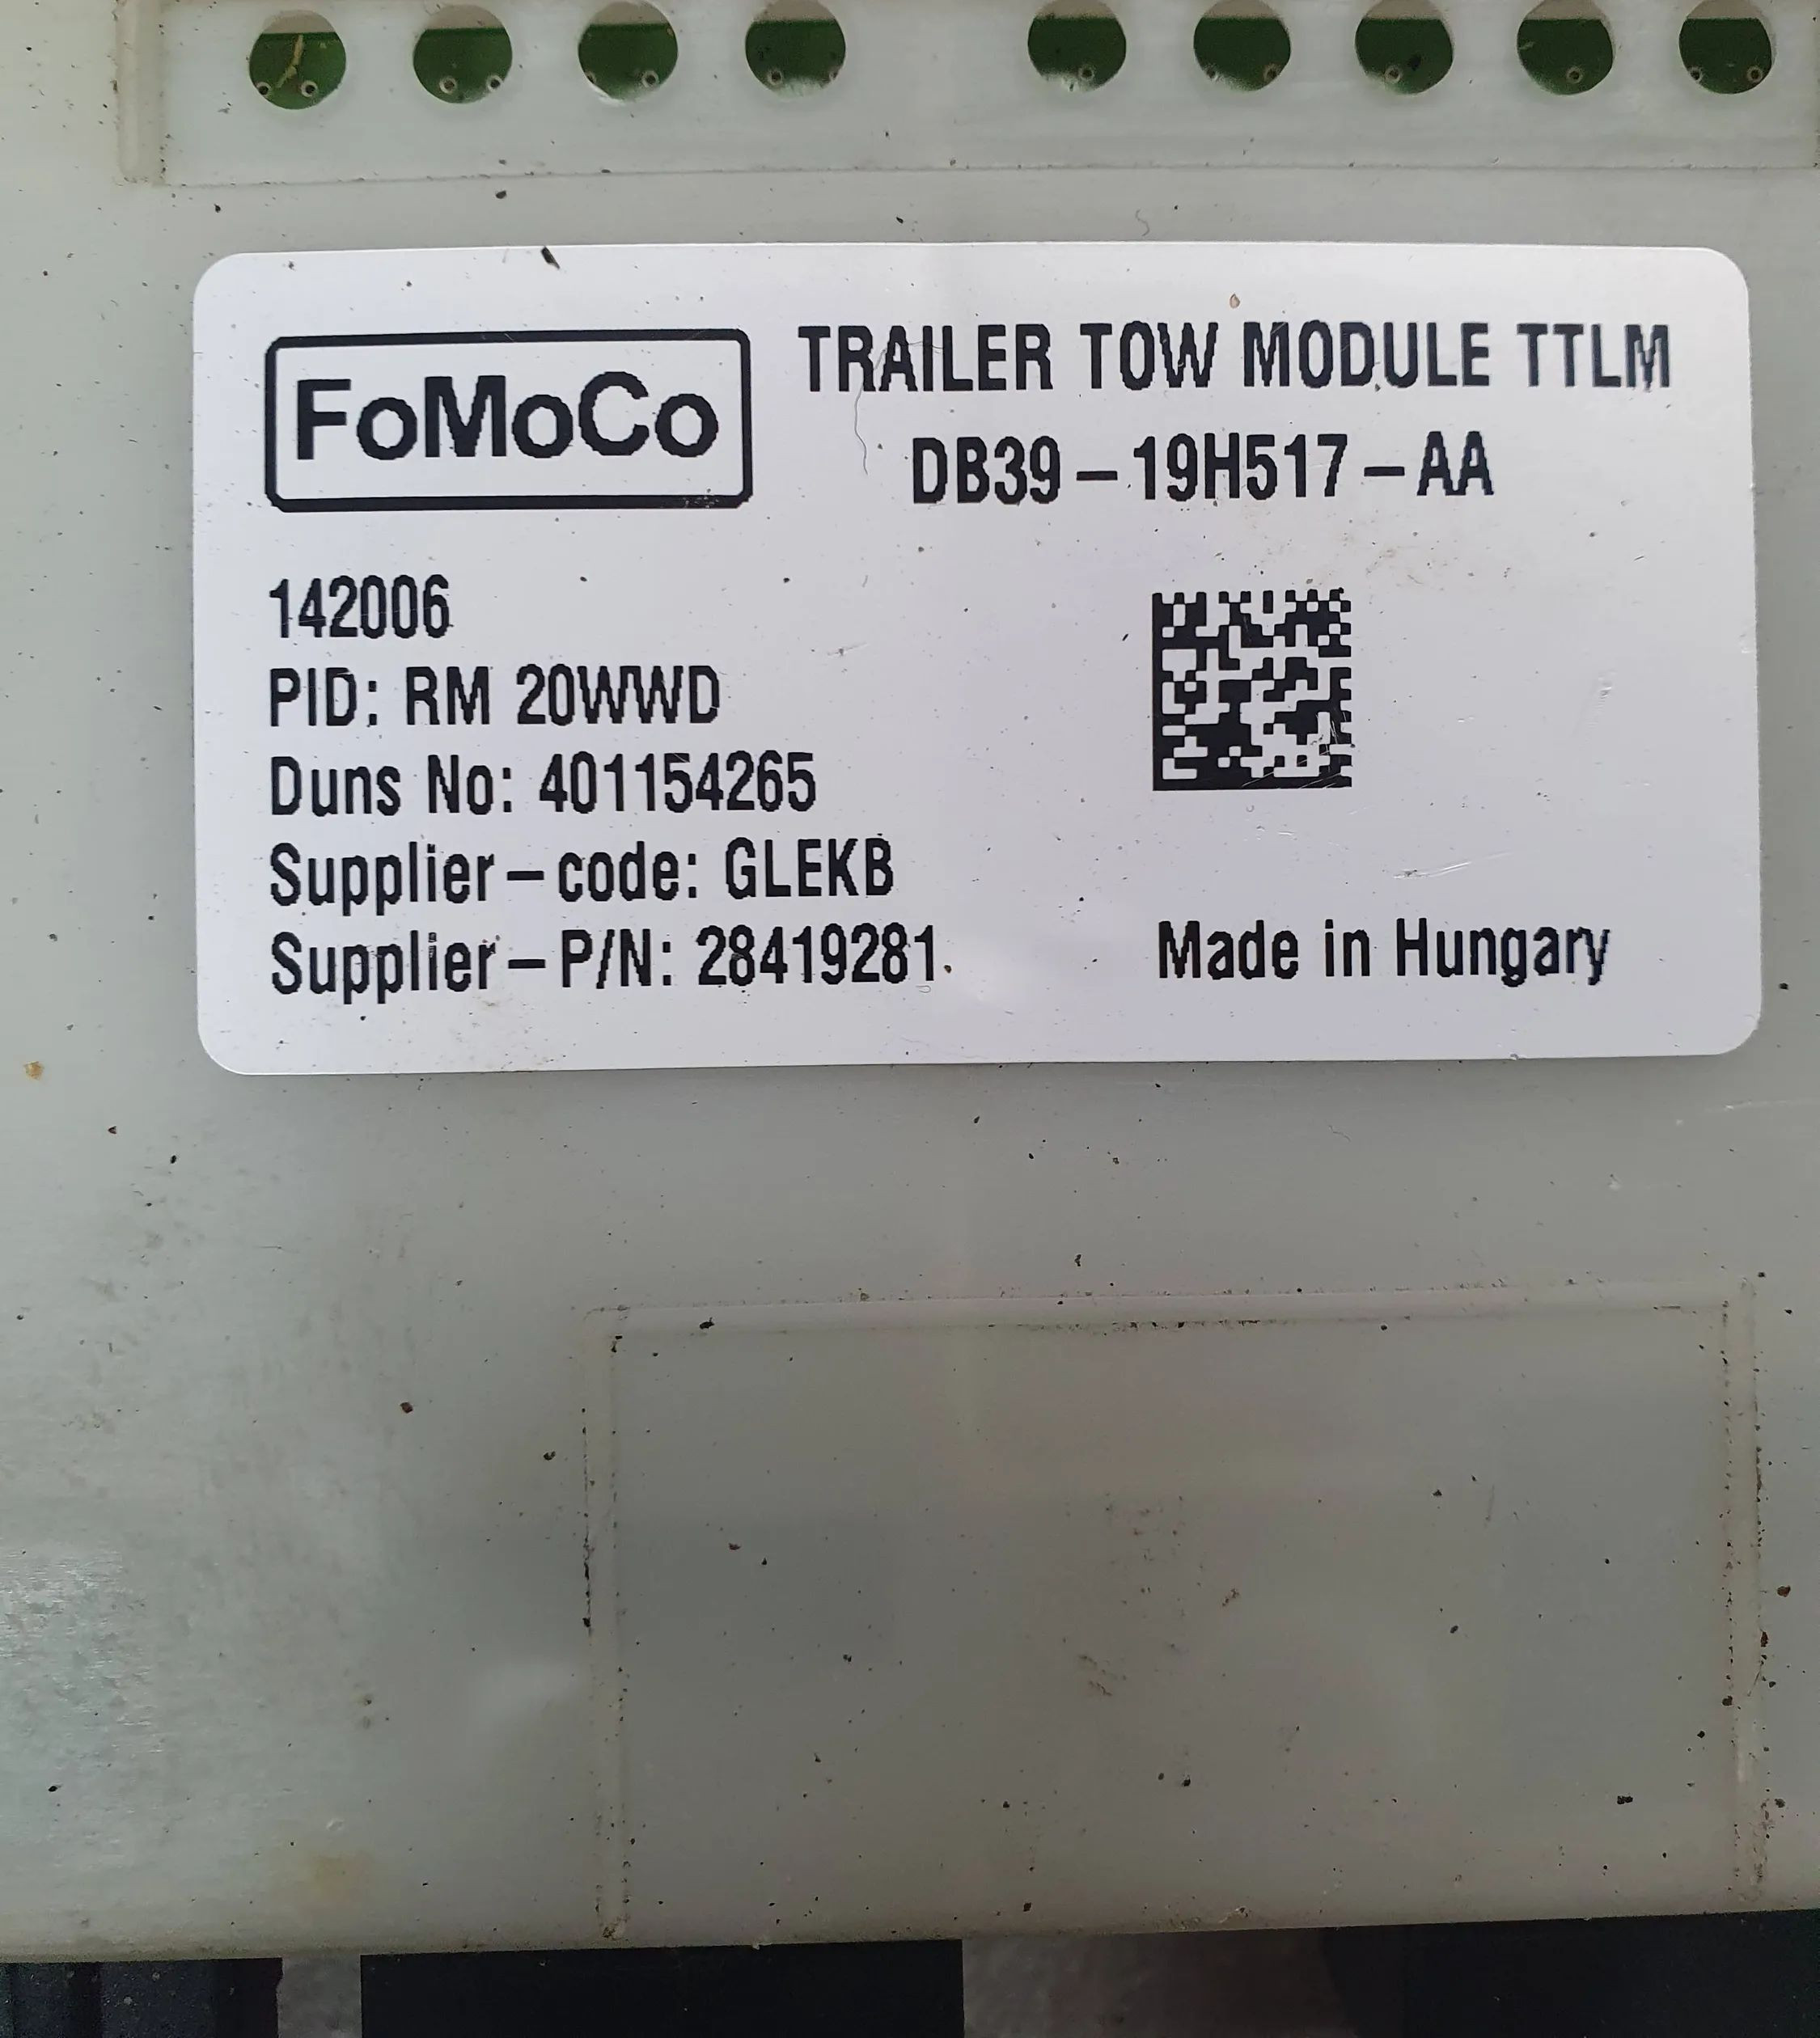 FoMoCo
TRAILER TOW MODULE TTLM
DB39-19H517-AA
142006
PID: RM 20WWD
Duns No: 401154265
Supplier-code: GLEKB
Supplier-P/N: 28419281
Made in Hungary